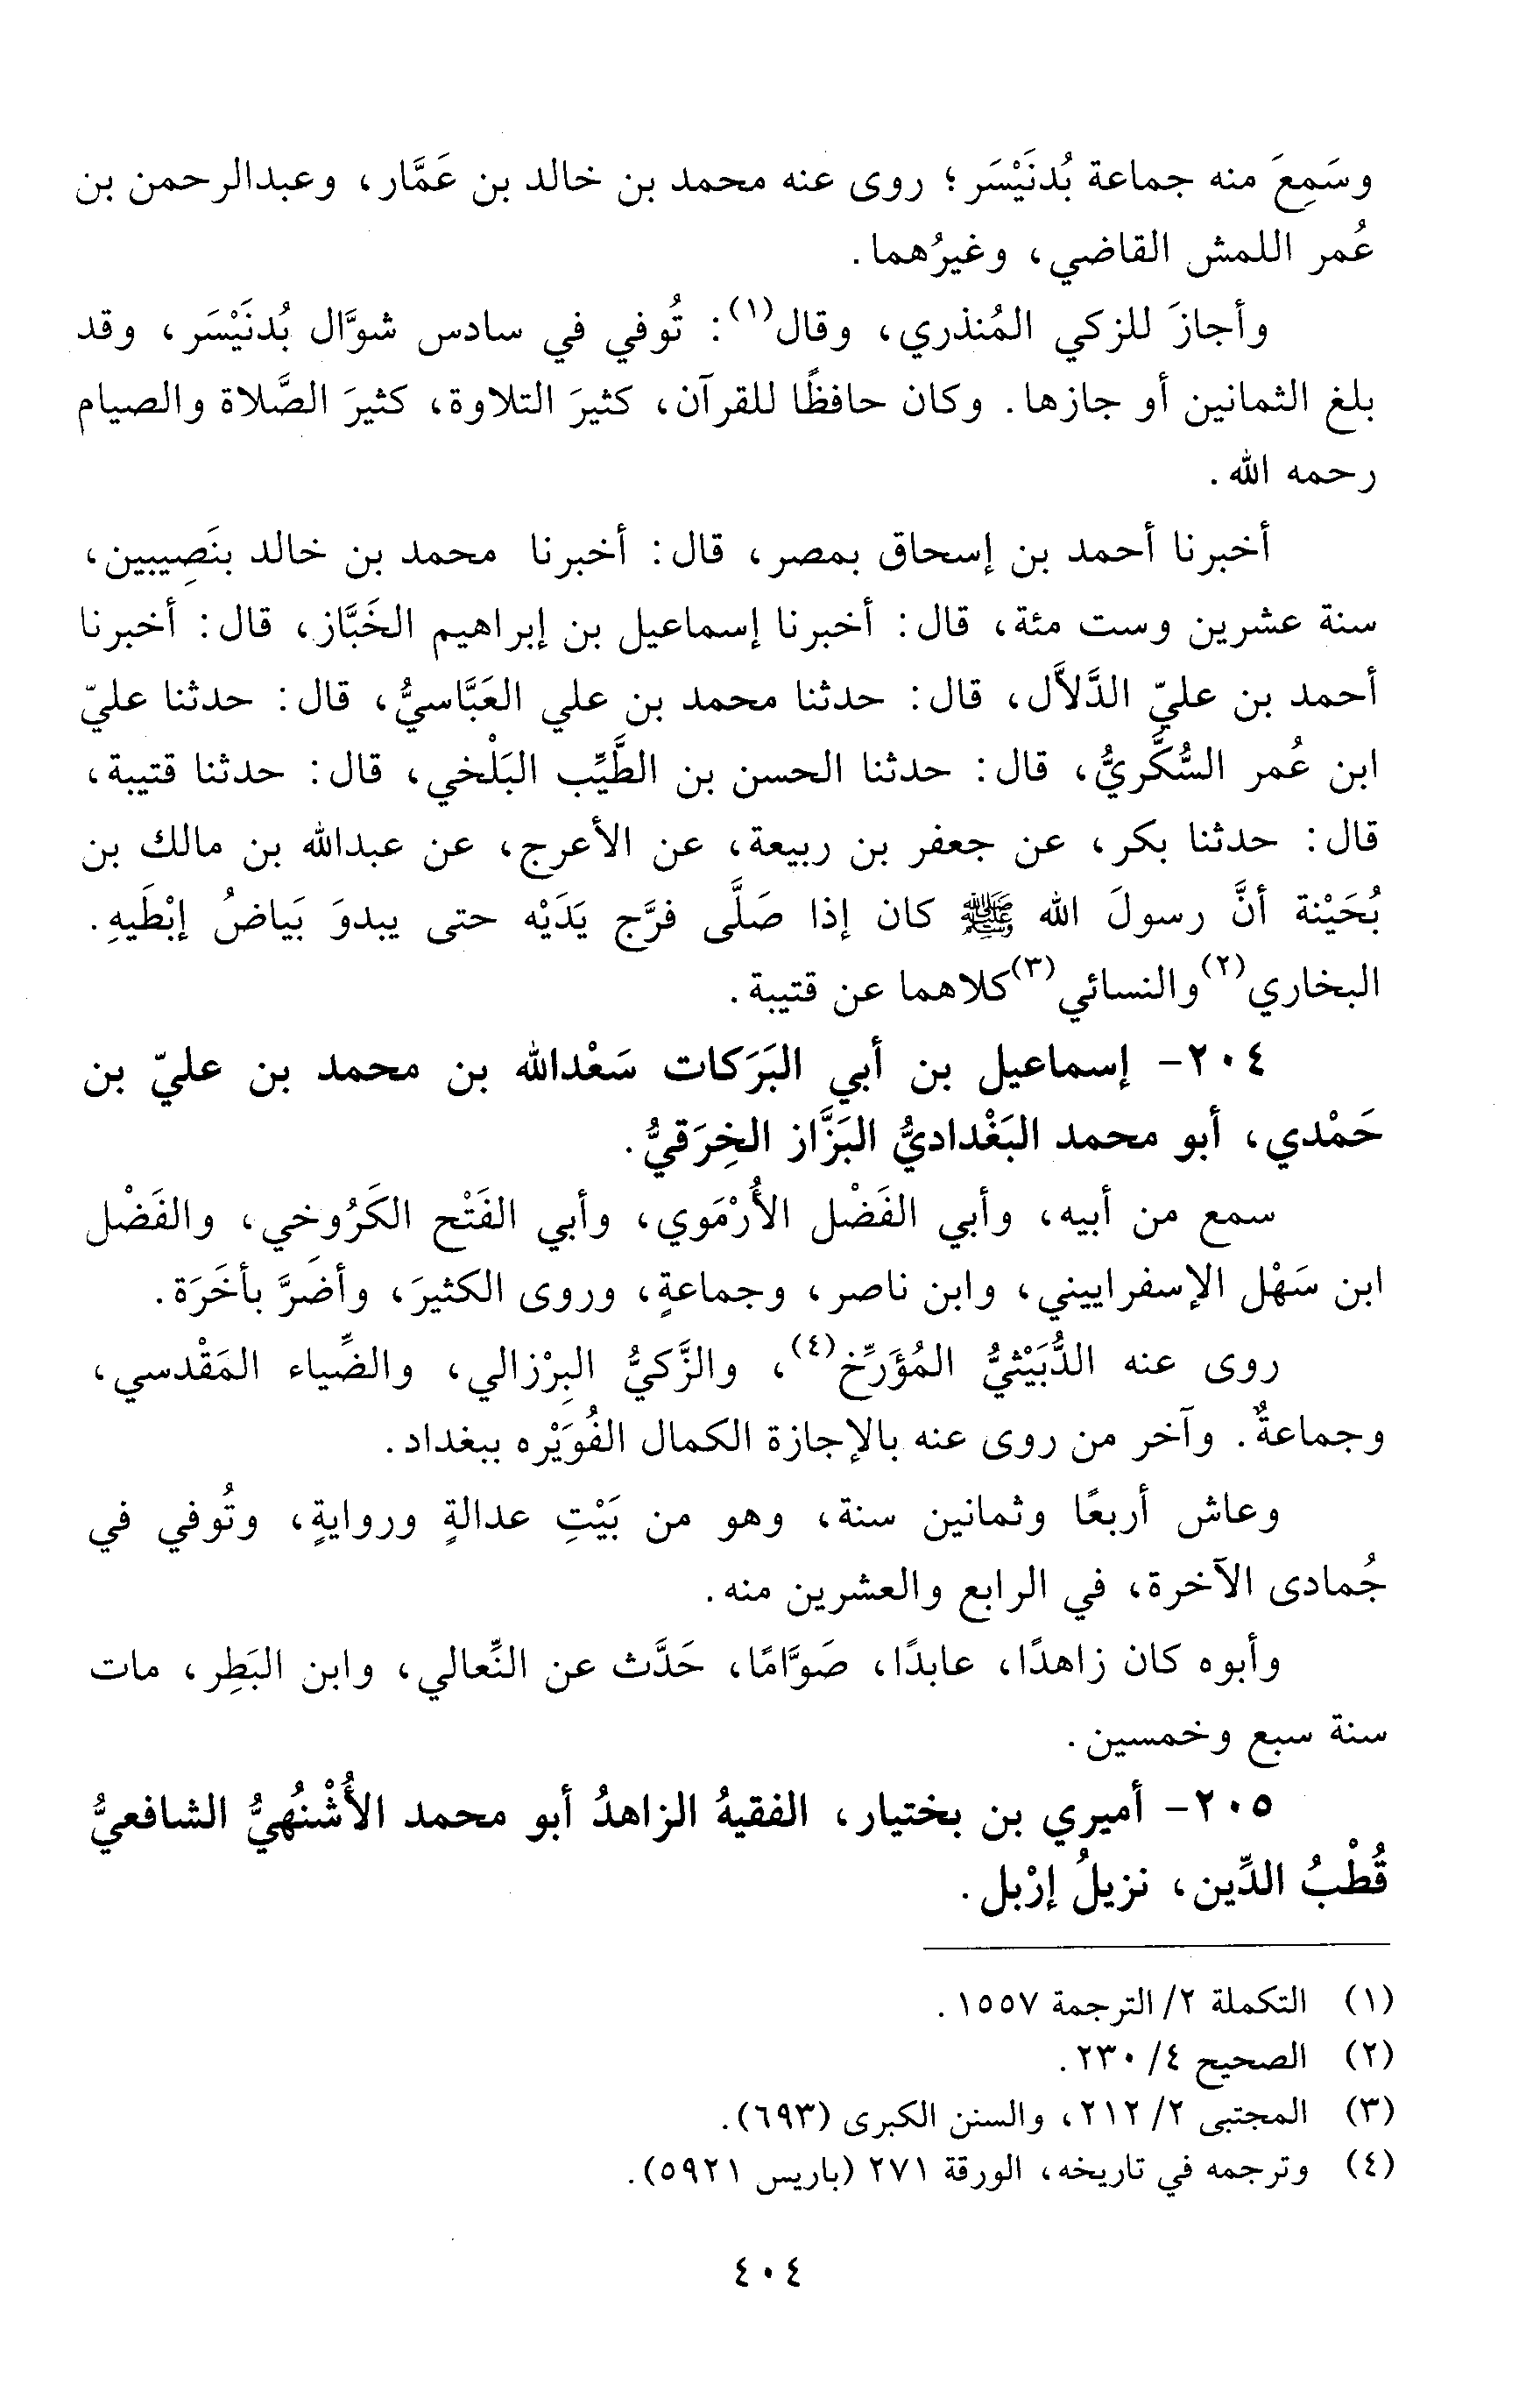 وسَمِعَ منه جماعة بُدنَيْسَر؛ روى عنه محمد بن خالد بن عَمَّار، وعبدالرحمن بن
عُمر اللمش القاضي، وغيرُهما.
وأجازَ للزكي المُنذري، وقال(١): تُوفي في سادس شوَّال بُدنَيْسَر، وقد
بلغ الثمانين أو جازها. وكان حافظًا للقرآن، كثيرَ التلاوة، كثيرَ الصَّلاة والصيام
رحمه الله.
أخبرنا أحمد بن إسحاق بمصر، قال: أخبرنا محمد بن خالد بنَصِيبين،
سنة عشرين وست مئة، قال: أخبرنا إسماعيل بن إبراهيم الخَبَّاز، قال: أخبرنا
أحمد بن عليّ الدَّلاَّل، قال: حدثنا محمد بن علي العَبَّاسيُّ، قال: حدثنا عليّ
ابن عُمر السُّكَّريُّ، قال: حدثنا الحسن بن الطَّيِّب البَلْخي، قال: حدثنا قتيبة،
قال: حدثنا بكر، عن جعفر بن ربيعة، عن الأعرج، عن عبدالله بن مالك بن
بُحَيْنة أنَّ رسولَ الله ﷺ كان إذا صَلَّى فرَّج يَدَيْه حتى يبدوَ بَياضُ إبْطَيهِ.
البخاري(٢) والنسائي(٣) كلاهما عن قتيبة.
٢٠٤- إسماعيل بن أبي البَرَكات سَعْدالله بن محمد بن عليّ بن
حَمْدي، أبو محمد البَغْداديُّ البَزَّاز الخِرَقيُّ.
سمع من أبيه، وأبي الفَضْل الأُرْمَوي، وأبي الفَتْح الكَرُوخي، والفَضْل
ابن سَهْل الإسفراييني، وابن ناصر، وجماعةٍ، وروى الكثيرَ، وأضَرَّ بأخَرَة.
روى عنه الدُّبَيْثيُّ المُؤَرِّخ(٤)، والزَّكيُّ البِرْزالي، والضِّياء المَقْدسي،
وجماعةٌ. وآخر من روى عنه بالإجازة الكمال الفُوَيْره ببغداد.
وعاش أربعًا وثمانين سنة، وهو من بَيْتِ عدالةٍ وروايةٍ، وتُوفي في
جُمادى الآخرة، في الرابع والعشرين منه.
وأبوه كان زاهدًا، عابدًا، صَوَّامًا، حَدَّث عن النِّعالي، وابن البَطِر، مات
سنة سبع وخمسين.
٢٠٥- أميري بن بختيار، الفقيهُ الزاهدُ أبو محمد الأُشْنُهيُّ الشافعيُّ
قُطْبُ الدِّين، نزيلُ إرْبل.
(١) التكملة ٢/ الترجمة ١٥٥٧.
(٢) الصحيح ٤/ ٢٣٠.
(٣) المجتبى ٢/ ٢١٢، والسنن الكبرى (٦٩٣).
(٤) وترجمه في تاريخه، الورقة ٢٧١ (باريس ٥٩٢١).
٤٠٤